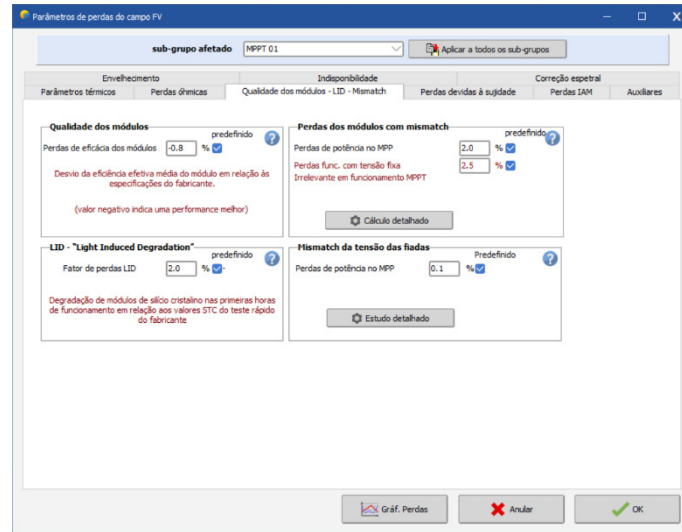 Parâmetros de perdas do campo FV
sub-grupo afetado MPPT 01 Aplicar a todos os sub-grupos
Envelhecimento Indisponibilidade Correção espetral
Parâmetros térmicos Perdas óhmicas Qualidade dos módulos - LID - Mismatch Perdas devidas à sujidade Perdas IAM Auxiliares
Qualidade dos módulos
predefinido
Perdas de eficácia dos módulos -0.8 %
Desvio da eficiência efetiva média do módulo em relação às
especificações do fabricante.
(valor negativo indica uma performance melhor)
Perdas dos módulos com mismatch
predefinido
Perdas de potência no MPP 2.0 %
Perdas func. com tensão fixa 2.5 %
Irrelevante em funcionamento MPPT
Cálculo detalhado
LID - "Light Induced Degradation"
predefinido
Fator de perdas LID 2.0 % -
Degradação de módulos de silício cristalino nas primeiras horas
de funcionamento em relação aos valores STC do teste rápido
do fabricante
Mismatch da tensão das fiadas
Predefinido
Perdas de potência no MPP 0.1 %
Estudo detalhado
Gráf. Perdas Anular OK